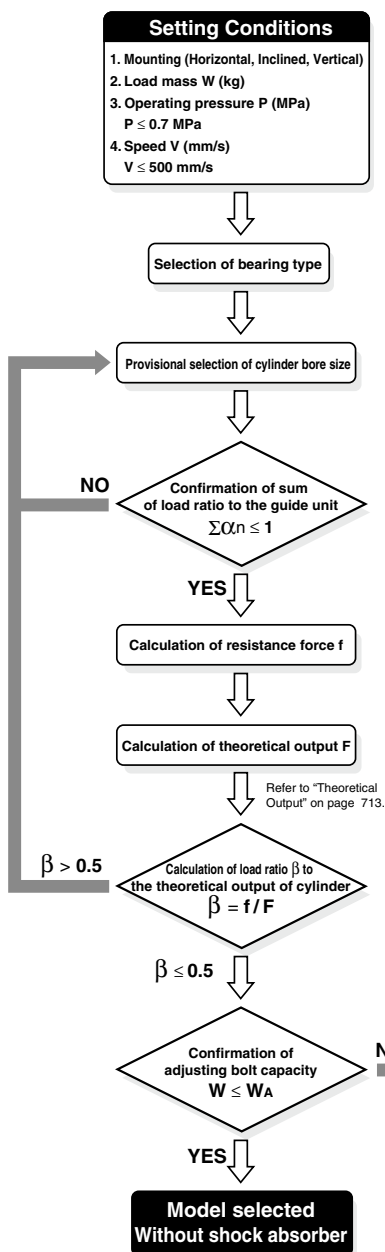 Setting Conditions
1. Mounting (Horizontal, Inclined, Vertical)
2. Load mass W (kg)
3. Operating pressure P (MPa)
P ≤ 0.7 MPa
4. Speed V (mm/s)
V ≤ 500 mm/s
Selection of bearing type
Provisional selection of cylinder bore size
NO
Confirmation of sum
of load ratio to the guide unit
Σαn ≤ 1
YES
Calculation of resistance force f
Calculation of theoretical output F
Refer to “Theoretical
Output” on page 713.
β > 0.5
Calculation of load ratio β to
the theoretical output of cylinder
β = f / F
β ≤ 0.5
Confirmation of
adjusting bolt capacity
W ≤ WA
N
YES
Model selected
Without shock absorber